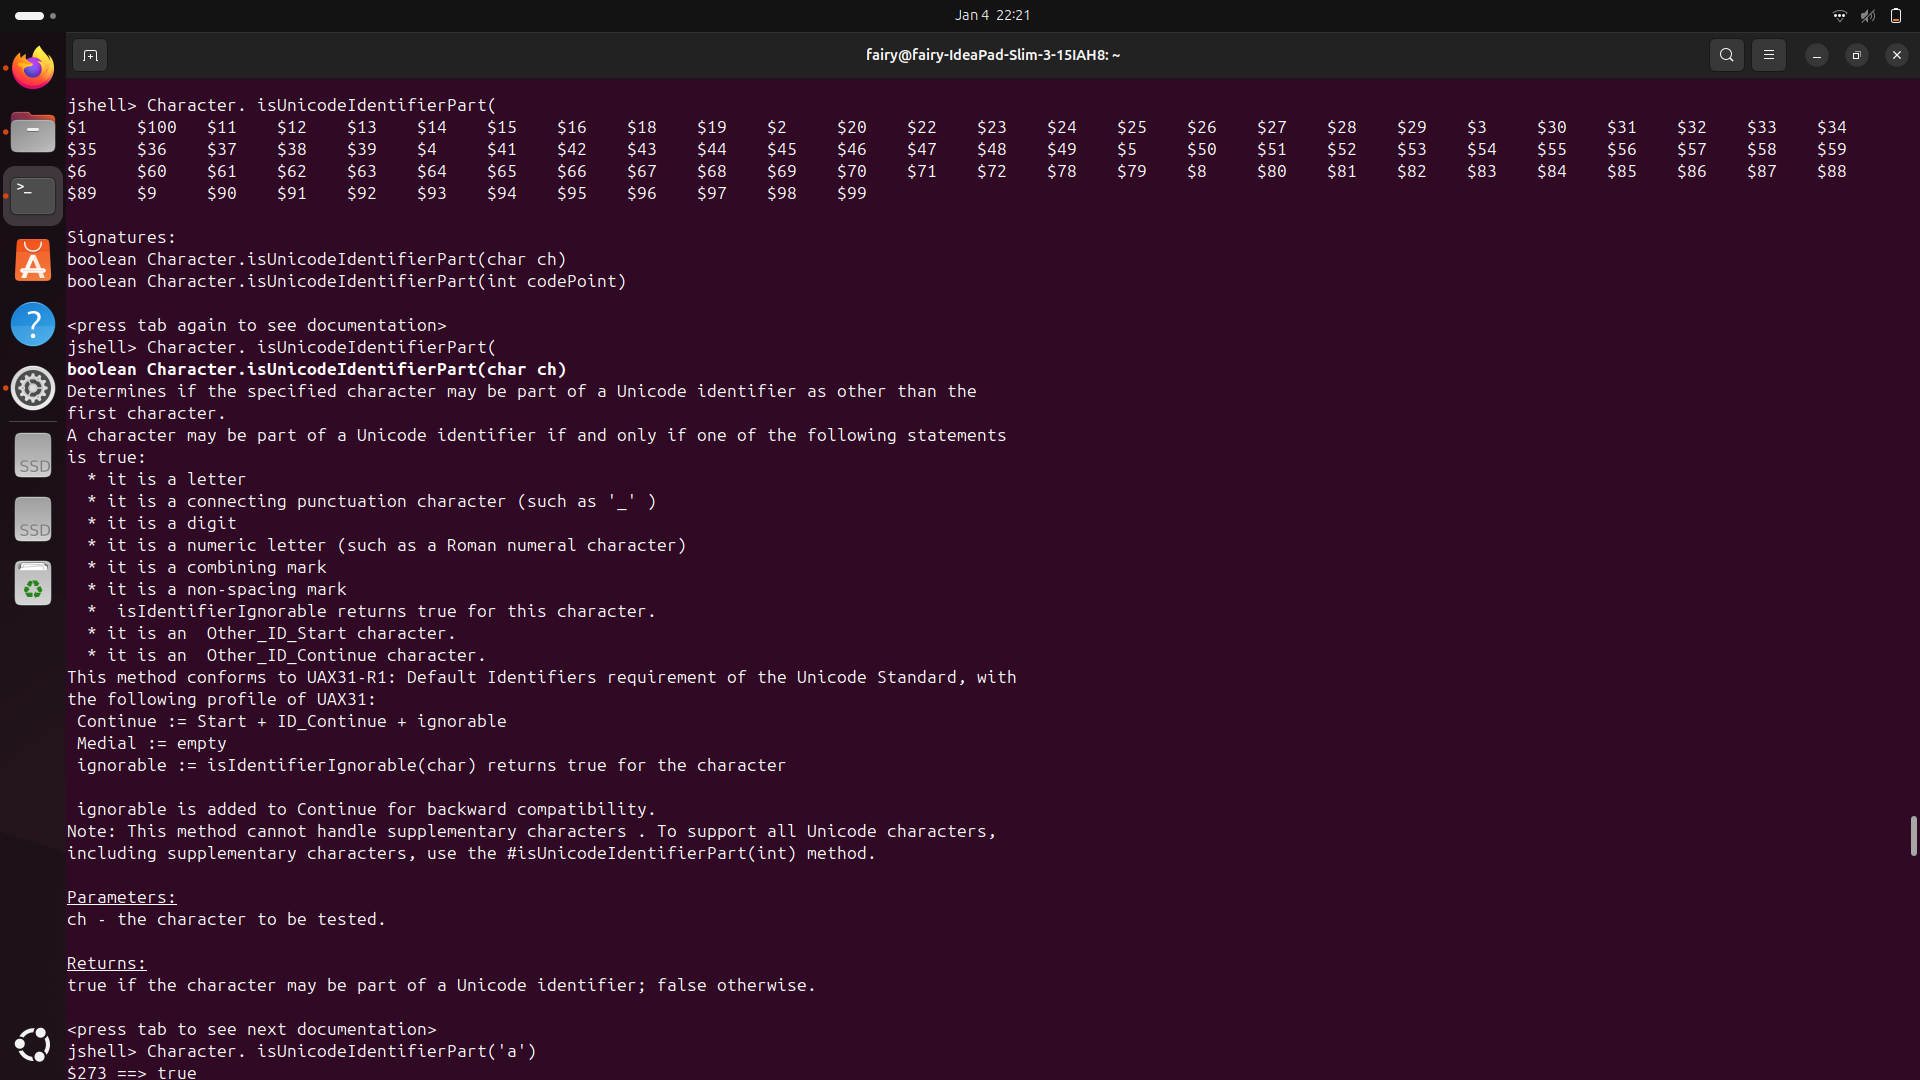 Jan 4 22:21
fairy@fairy-IdeaPad-Slim-3-15IAH8: ~
jshell> Character. isUnicodeIdentifierPart(
$1 $100 $11 $12 $13 $14 $15 $16 $18 $19 $2 $20 $22 $23 $24 $25 $26 $27 $28 $29 $3 $30 $31 $32 $33 $34
$35 $36 $37 $38 $39 $4 $41 $42 $43 $44 $45 $46 $47 $48 $49 $5 $50 $51 $52 $53 $54 $55 $56 $57 $58 $59
$6 $60 $61 $62 $63 $64 $65 $66 $67 $68 $69 $70 $71 $72 $78 $79 $8 $80 $81 $82 $83 $84 $85 $86 $87 $88
$89 $9 $90 $91 $92 $93 $94 $95 $96 $97 $98 $99
Signatures:
boolean Character.isUnicodeIdentifierPart(char ch)
boolean Character.isUnicodeIdentifierPart(int codePoint)
<press tab again to see documentation>
jshell> Character. isUnicodeIdentifierPart(
boolean Character.isUnicodeIdentifierPart(char ch)
Determines if the specified character may be part of a Unicode identifier as other than the
first character.
A character may be part of a Unicode identifier if and only if one of the following statements
is true:
* it is a letter
* it is a connecting punctuation character (such as '_' )
* it is a digit
* it is a numeric letter (such as a Roman numeral character)
* it is a combining mark
* it is a non-spacing mark
*  isIdentifierIgnorable returns true for this character.
* it is an  Other_ID_Start character.
* it is an  Other_ID_Continue character.
This method conforms to UAX31-R1: Default Identifiers requirement of the Unicode Standard, with
the following profile of UAX31:
Continue := Start + ID_Continue + ignorable
Medial := empty
ignorable := isIdentifierIgnorable(char) returns true for the character
ignorable is added to Continue for backward compatibility.
Note: This method cannot handle supplementary characters . To support all Unicode characters,
including supplementary characters, use the #isUnicodeIdentifierPart(int) method.
Parameters:
ch - the character to be tested.
Returns:
true if the character may be part of a Unicode identifier; false otherwise.
<press tab to see next documentation>
jshell> Character. isUnicodeIdentifierPart('a')
$273 ==> true
>_
A
?
SSD
SSD